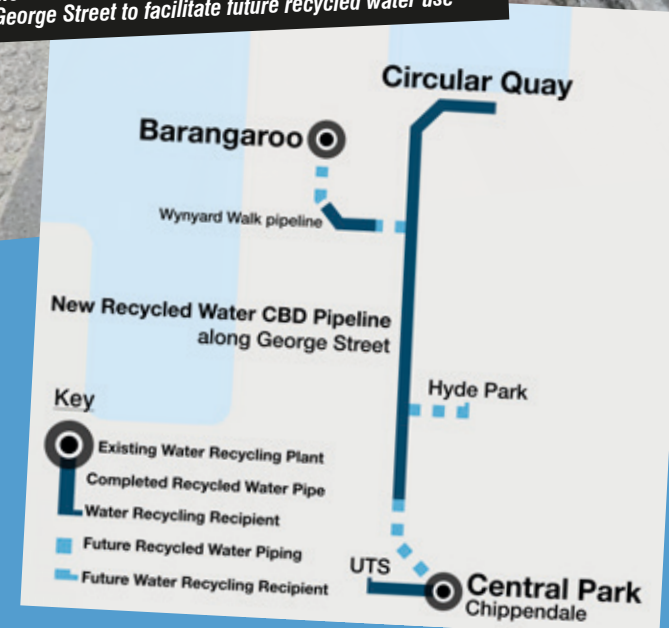 George Street to facilitate future recycled water use
Circular Quay
Barangaroo
Wynyard Walk pipeline
New Recycled Water CBD Pipeline
along George Street
Hyde Park
Key
Existing Water Recycling Plant
Completed Recycled Water Pipe
Water Recycling Recipient
Future Recycled Water Piping
Future Water Recycling Recipient
UTS
Central Park
Chippendale